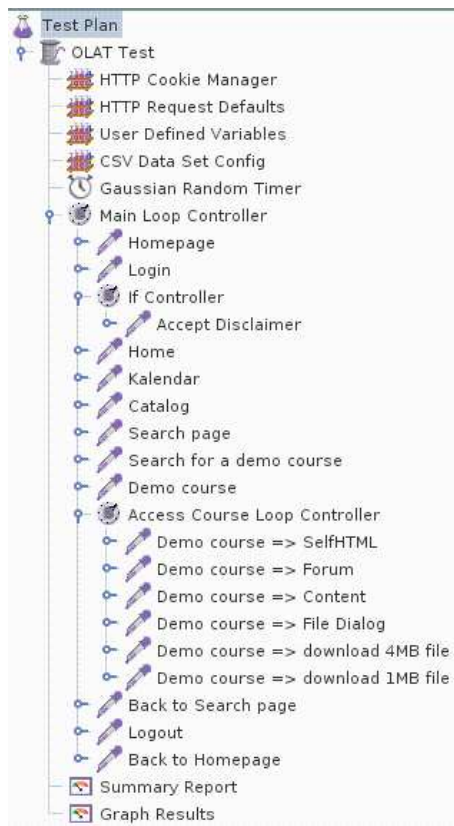 Test Plan
OLAT Test
HTTP Cookie Manager
HTTP Request Defaults
User Defined Variables
CSV Data Set Config
Gaussian Random Timer
Main Loop Controller
Homepage
Login
If Controller
Accept Disclaimer
Home
Kalendar
Catalog
Search page
Search for a demo course
Demo course
Access Course Loop Controller
Demo course => SelfHTML
Demo course => Forum
Demo course => Content
Demo course => File Dialog
Demo course => download 4MB file
Demo course => download 1MB file
Back to Search page
Logout
Back to Homepage
Summary Report
Graph Results